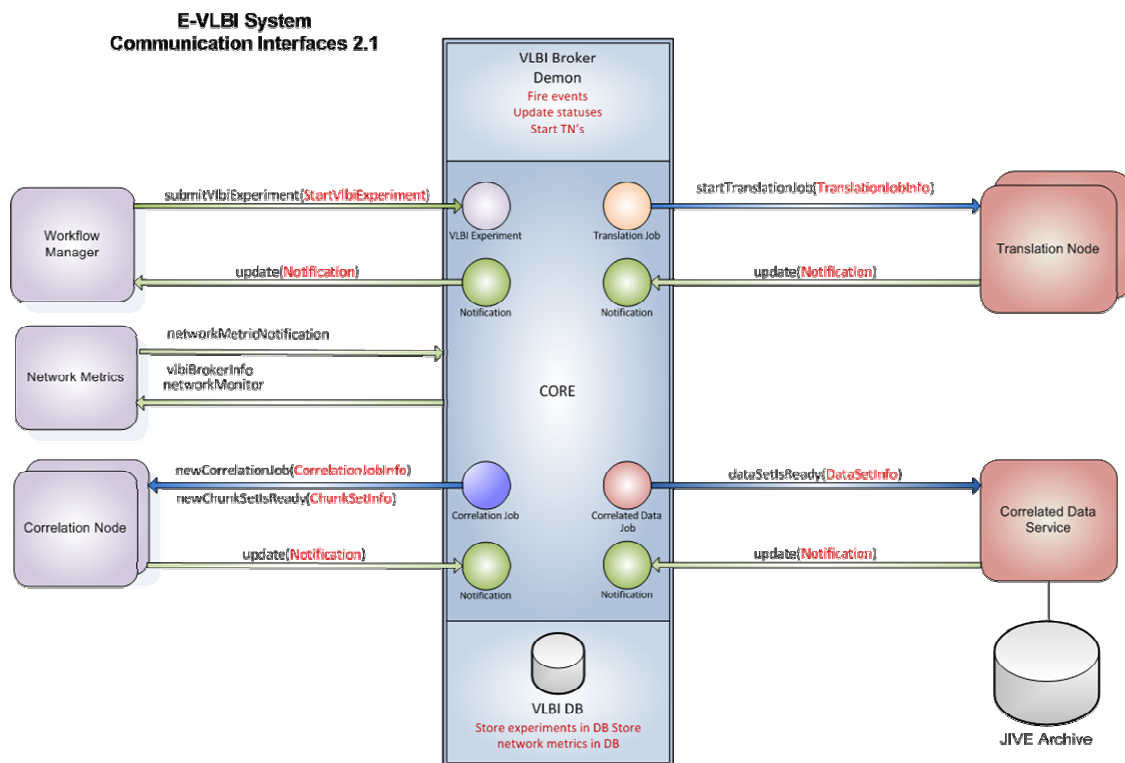 E-VLBI System
Communication Interfaces 2.1
VLBI Broker
Demon
Fire events
Update statuses
Start TN's
submitVlbiExperiment(StartVlbiExperiment)
startTranslationJob(TranslationJobInfo)
Workflow
Manager
VLBI Experiment
Translation Job
Translation Node
update(Notification)
update(Notification)
Notification
Notification
networkMetricNotification
vlbiBrokerInfo
networkMonitor
Network Metrics
CORE
newCorrelationJob(CorrelationJobInfo)
dataSetIsReady(DataSetInfo)
newChunkSetIsReady(ChunkSetInfo)
Correlation Node
Correlation Job
Correlated Data
Job
Correlated Data
Service
update(Notification)
update(Notification)
Notification
Notification
VLBI DB
Store experiments in DB Store
network metrics in DB
JIVE Archive